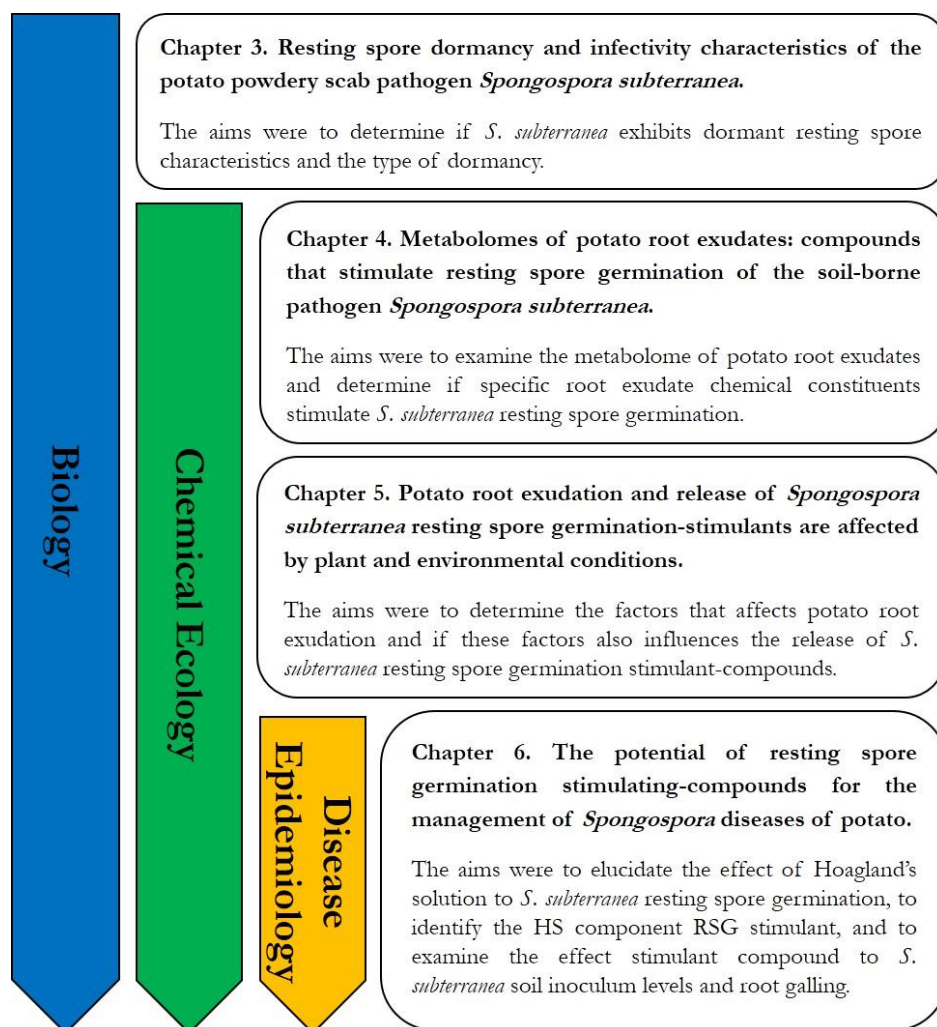 Chapter 3. Resting spore dormancy and infectivity characteristics of the
potato powdery scab pathogen Spongospora subterranea.
The aims were to determine if S. subterranea exhibits dormant resting spore
characteristics and the type of dormancy.
Chapter 4. Metabolomes of potato root exudates: compounds
that stimulate resting spore germination of the soil-borne
pathogen Spongospora subterranea.
The aims were to examine the metabolome of potato root exudates
and determine if specific root exudate chemical constituents
stimulate S. subterranea resting spore germination.
Chapter 5. Potato root exudation and release of Spongospora
subterranea resting spore germination-stimulants are affected
by plant and environmental conditions.
The aims were to determine the factors that affects potato root
exudation and if these factors also influences the release of S.
subterranea resting spore germination stimulant-compounds.
Chapter 6. The potential of resting spore
germination stimulating-compounds for the
management of Spongospora diseases of potato.
The aims were to elucidate the effect of Hoagland's
solution to S. subterranea resting spore germination, to
identify the HS component RSG stimulant, and to
examine the effect stimulant compound to S.
subterranea soil inoculum levels and root galling.
Biology
Chemical Ecology
Disease
Epidemiology